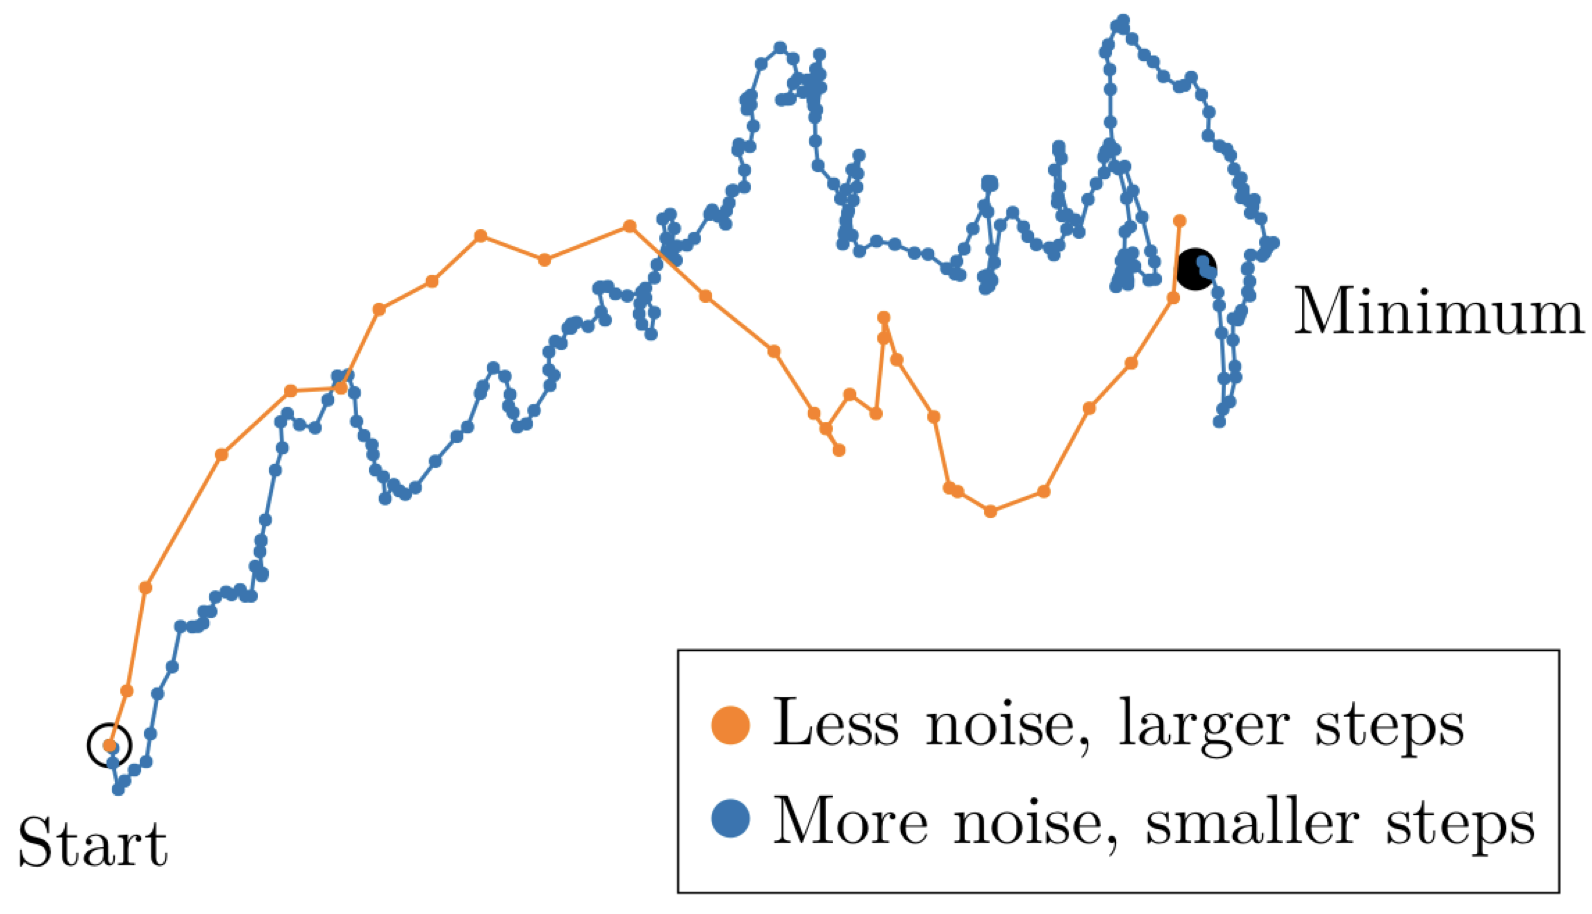 Minimum
Less noise, larger steps
More noise, smaller steps
Start